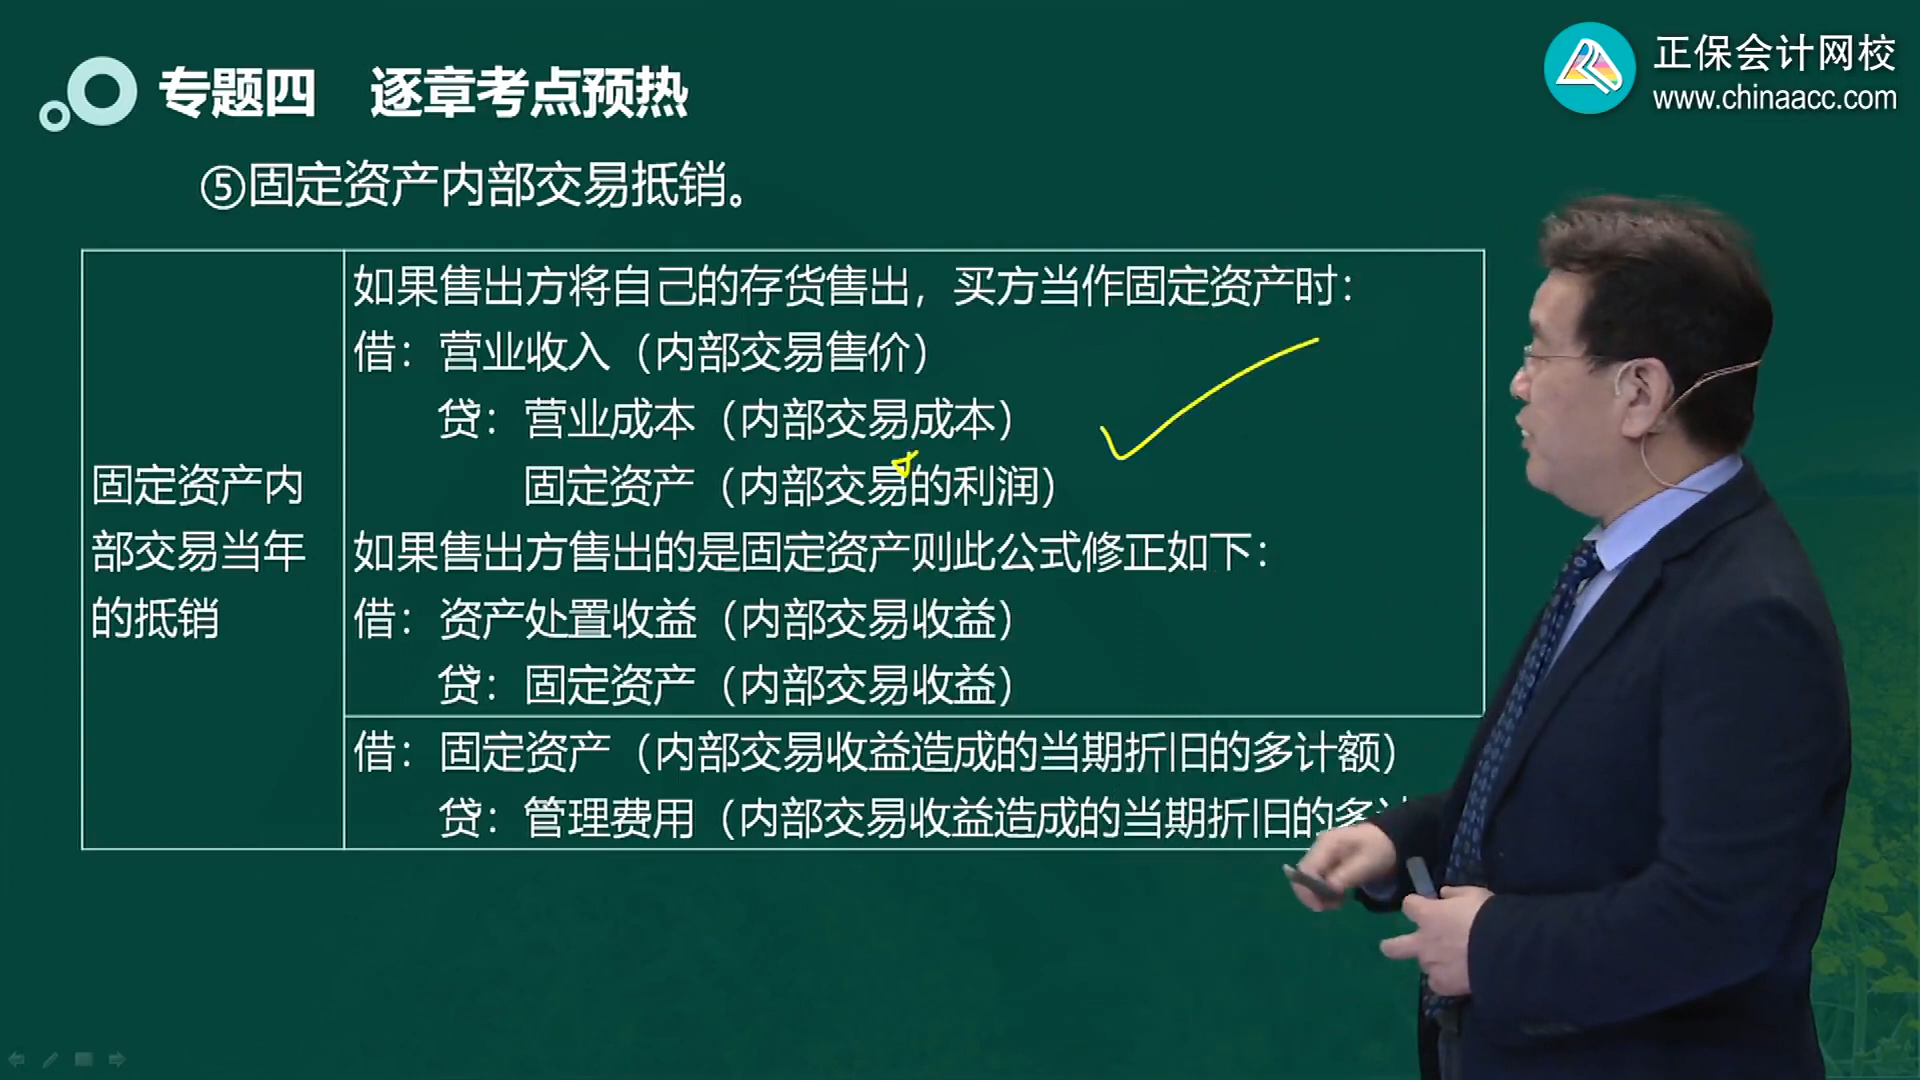 专题四 逐章考点预热
正保会计网校
www.chinaacc.com
⑤固定资产内部交易抵销。
固定资产内
部交易当年
的抵销
如果售出方将自己的存货售出，买方当作固定资产时：
借：营业收入（内部交易售价）
贷：营业成本（内部交易成本）
固定资产（内部交易的利润）
如果售出方售出的是固定资产则此公式修正如下：
借：资产处置收益（内部交易收益）
贷：固定资产（内部交易收益）
借：固定资产（内部交易收益造成的当期折旧的多计额）
贷：管理费用（内部交易收益造成的当期折旧的多